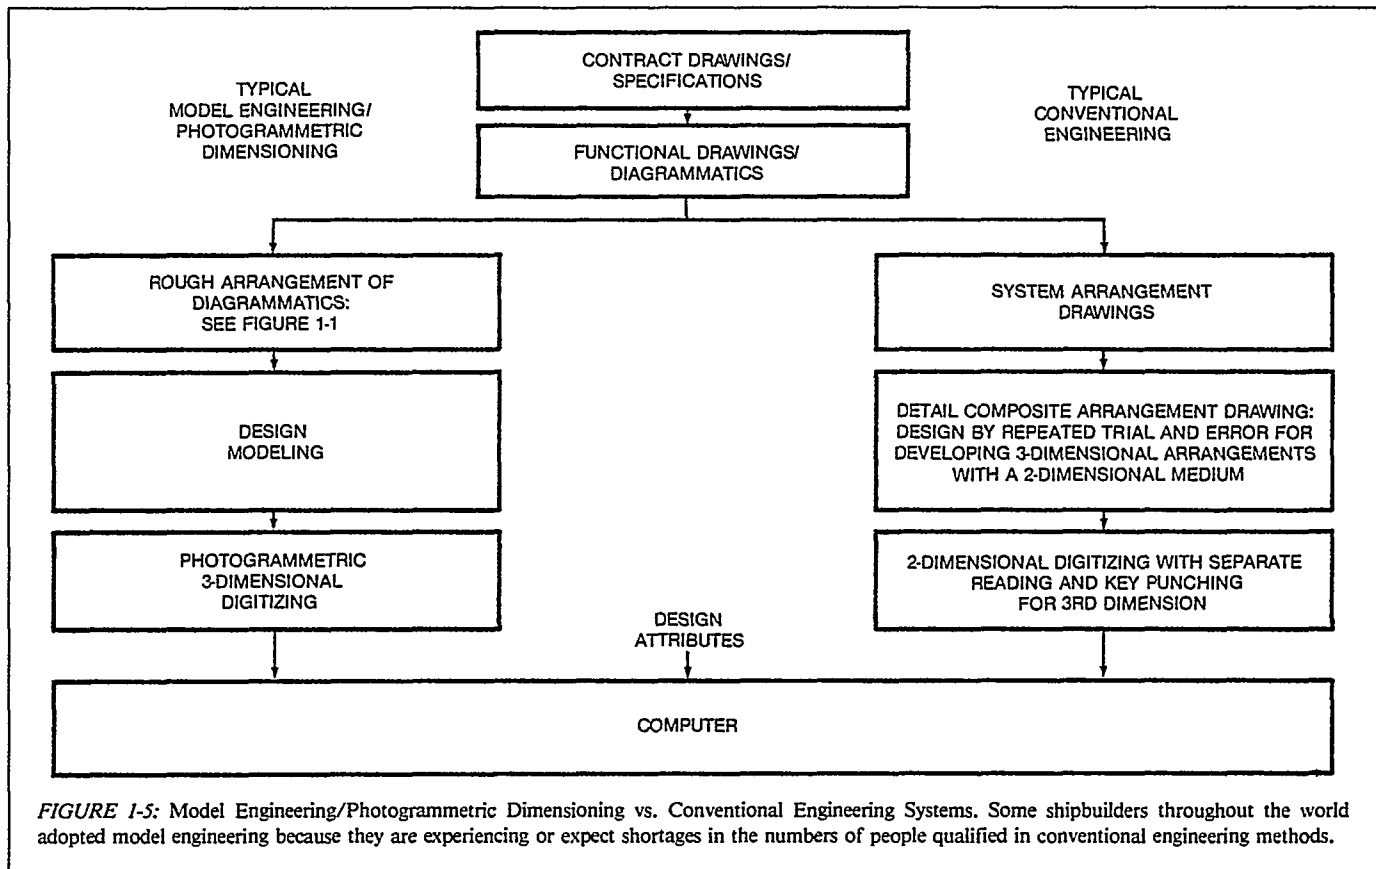 CONTRACT DRAWINGS/
SPECIFICATIONS
TYPICAL
MODEL ENGINEERING/
PHOTOGRAMMETRIC
DIMENSIONING
TYPICAL
CONVENTIONAL
ENGINEERING
FUNCTIONAL DRAWINGS/
DIAGRAMMATICS
ROUGH ARRANGEMENT OF
DIAGRAMMATICS:
SEE FIGURE 1-1
SYSTEM ARRANGEMENT
DRAWINGS
DESIGN
MODELING
DETAIL COMPOSITE ARRANGEMENT DRAWING:
DESIGN BY REPEATED TRIAL AND ERROR FOR
DEVELOPING 3-DIMENSIONAL ARRANGEMENTS
WITH A 2-DIMENSIONAL MEDIUM
PHOTOGRAMMETRIC
3-DIMENSIONAL
DIGITIZING
2-DIMENSIONAL DIGITIZING WITH SEPARATE
READING AND KEY PUNCHING
FOR 3RD DIMENSION
DESIGN
ATTRIBUTES
COMPUTER
FIGURE 1-5: Model Engineering/Photogrammetric Dimensioning vs. Conventional Engineering Systems. Some shipbuilders throughout the world
adopted model engineering because they are experiencing or expect shortages in the numbers of people qualified in conventional engineering methods.